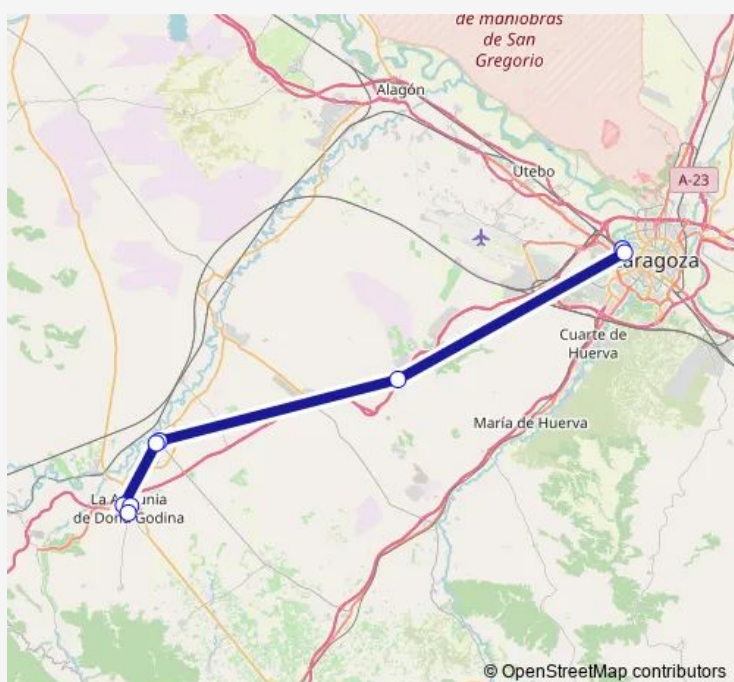 de maniobras
de San
Gregorio
Alagón
Utebo
A-23
aragoza
Cuarte de
Huerva
María de Huerva
La A unia
de Doña Godina
© OpenStreetMap contributors